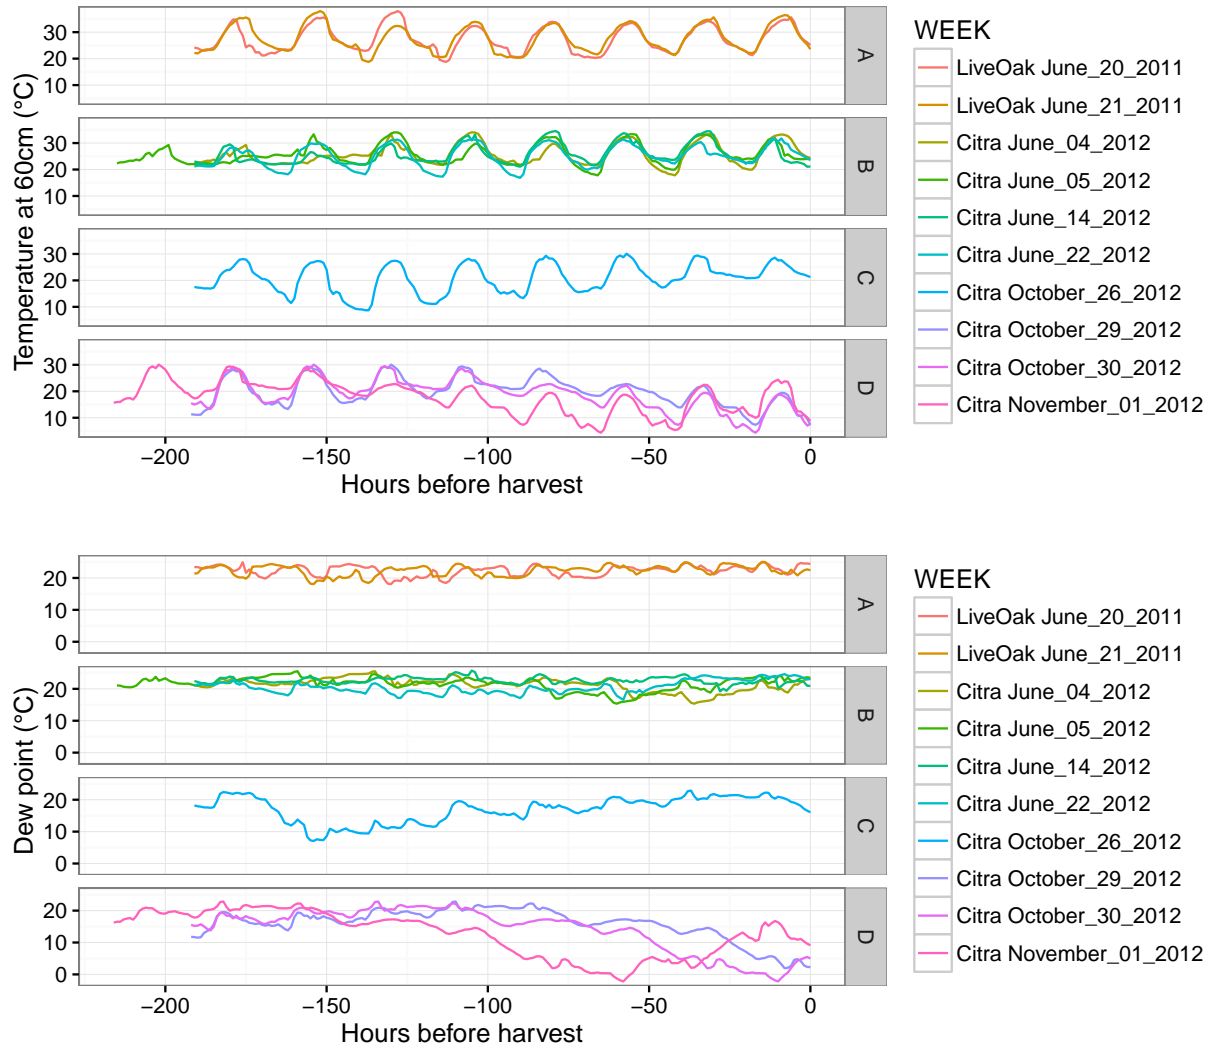 Temperature at 60cm (°C)
30
20
10
A
30
20
10
B
30
20
10
C
30
20
10
D
−200 −150 −100 −50 0
Hours before harvest
WEEK
LiveOak June_20_2011
LiveOak June_21_2011
Citra June_04_2012
Citra June_05_2012
Citra June_14_2012
Citra June_22_2012
Citra October_26_2012
Citra October_29_2012
Citra October_30_2012
Citra November_01_2012
Dew point (°C)
20
10
0
A
20
10
0
B
20
10
0
C
20
10
0
D
−200 −150 −100 −50 0
Hours before harvest
WEEK
LiveOak June_20_2011
LiveOak June_21_2011
Citra June_04_2012
Citra June_05_2012
Citra June_14_2012
Citra June_22_2012
Citra October_26_2012
Citra October_29_2012
Citra October_30_2012
Citra November_01_2012